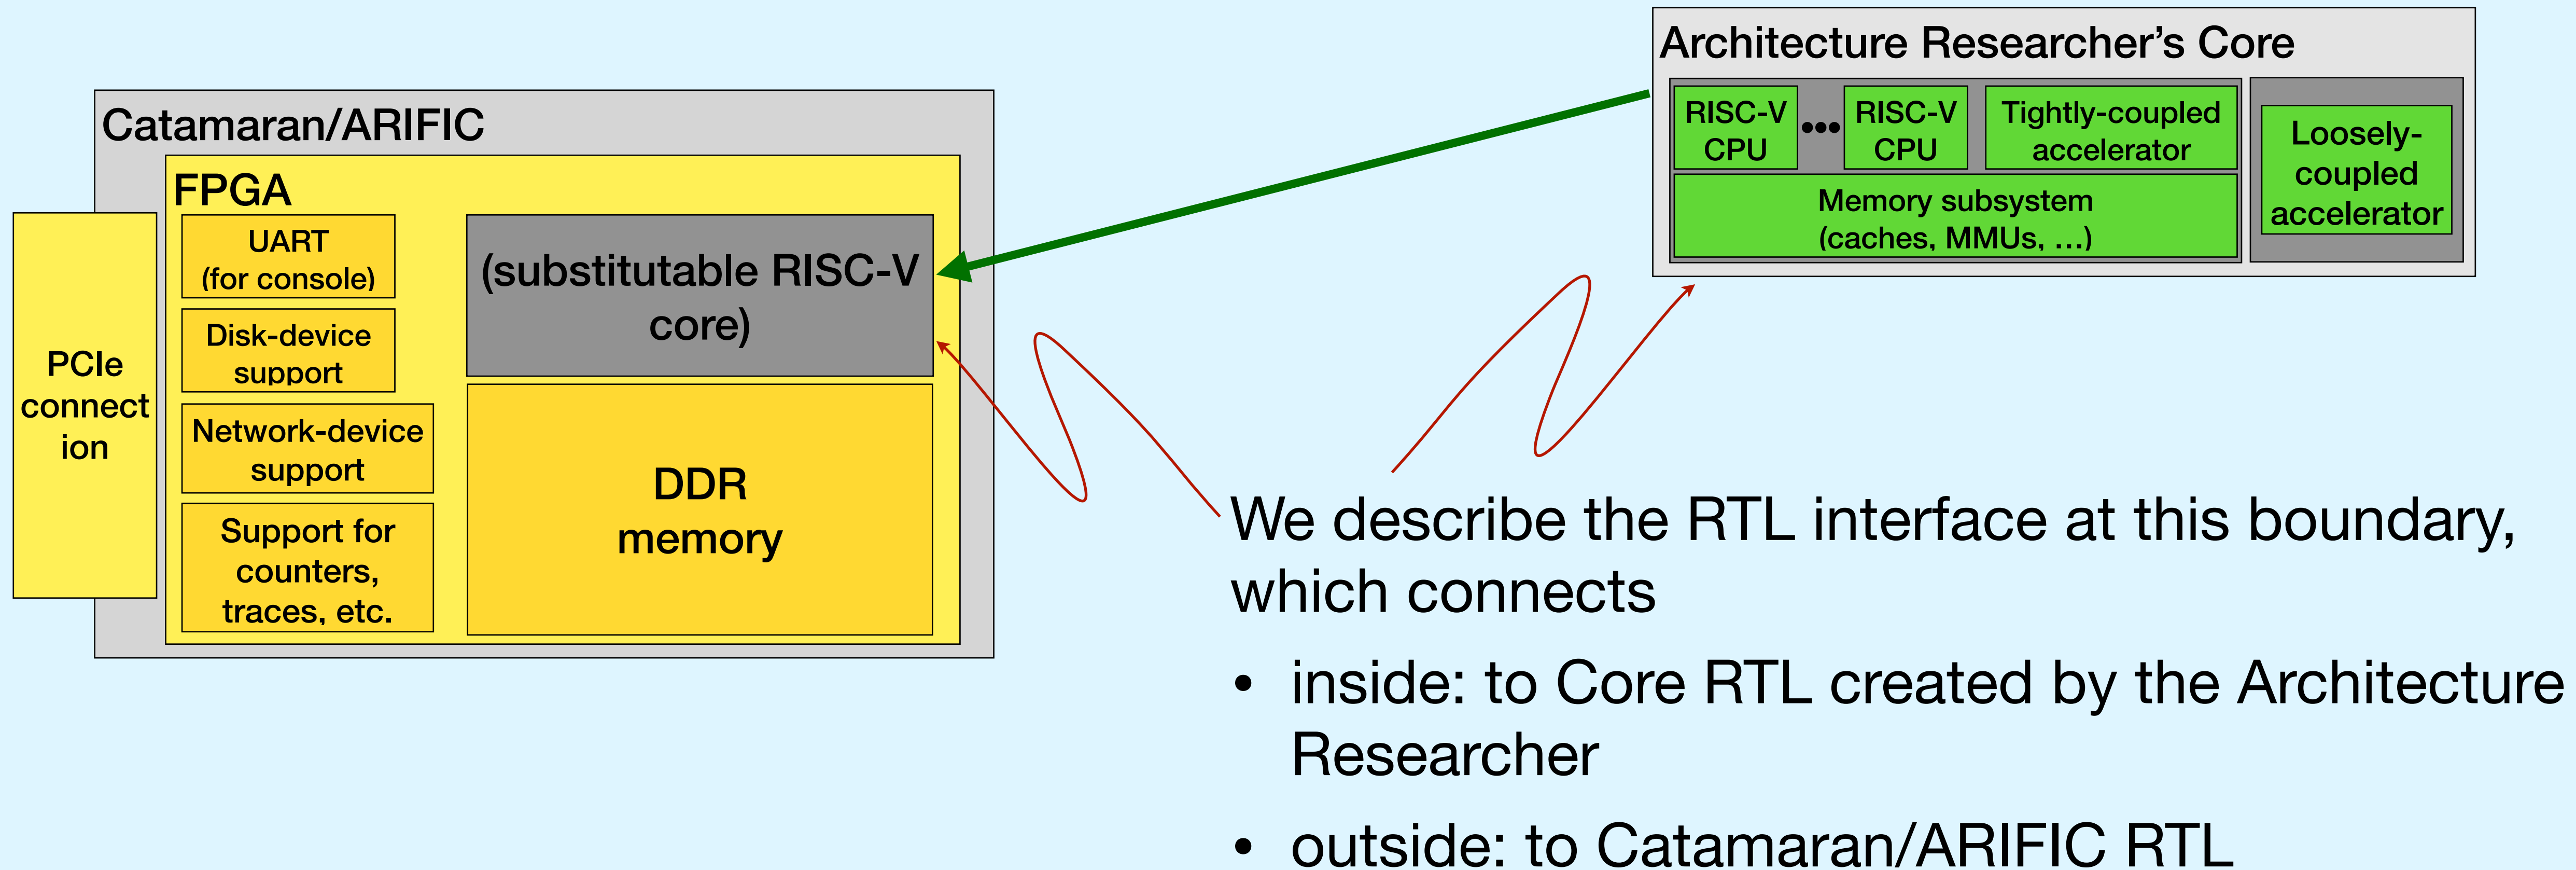 Architecture Researcher's Core
RISC-V
CPU
•••
RISC-V
CPU
Tightly-coupled
accelerator
Memory subsystem
(caches, MMUs, ...)
Loosely-
coupled
accelerator
Catamaran/ARIFIC
FPGA
PCIe
connect
ion
UART
(for console)
Disk-device
support
Network-device
support
Support for
counters,
traces, etc.
(substitutable RISC-V
core)
DDR
memory
We describe the RTL interface at this boundary,
which connects
• inside: to Core RTL created by the Architecture
Researcher
• outside: to Catamaran/ARIFIC RTL